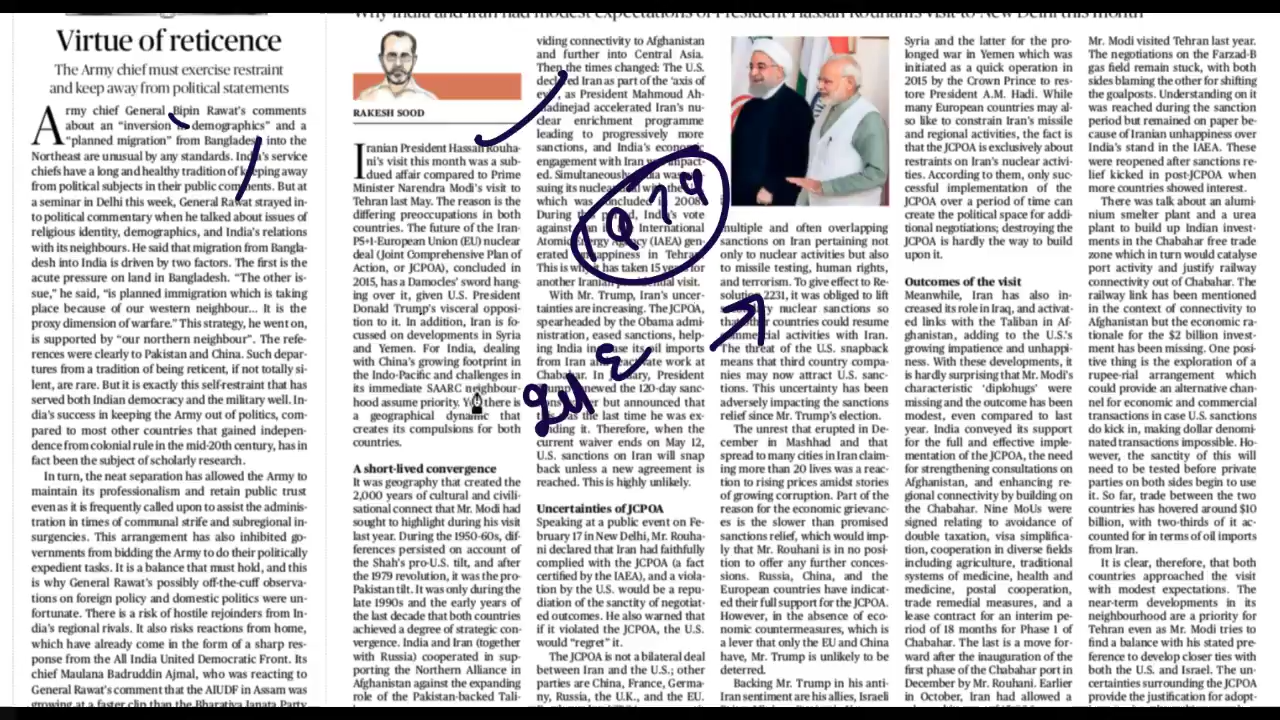 Why India and Iran had modest expectations of President Hassan Rouhani's visit to New Delhi this month
Virtue of reticence
The Army chief must exercise restraint
and keep away from political statements
Army chief General Bipin Rawat's comments
about an "inversion demographics" and a
"planned migration" from Bangladesh into the
Northeast are unusual by any standards. India's service
chiefs have a long and healthy tradition of keeping away
from political subjects in their public comments. But at
a seminar in Delhi this week, General Rawat strayed in-
to political commentary when he talked about issues of
religious identity, demographics, and India's relations
with its neighbours. He said that migration from Bangla-
desh into India is driven by two factors. The first is the
acute pressure on land in Bangladesh. "The other is-
sue," he said, "is planned immigration which is taking
place because of our western neighbour... It is the
proxy dimension of warfare." This strategy, he went on,
is supported by "our northern neighbour". The refe-
rences were clearly to Pakistan and China. Such depar-
tures from a tradition of being reticent, if not totally si-
lent, are rare. But it is exactly this self-restraint that has
served both Indian democracy and the military well. In-
dia's success in keeping the Army out of politics, com-
pared to most other countries that gained indepen-
dence from colonial rule in the mid-20th century, has in
fact been the subject of scholarly research.
In turn, the neat separation has allowed the Army to
maintain its professionalism and retain public trust
even as it is frequently called upon to assist the adminis-
tration in times of communal strife and subregional in-
surgencies. This arrangement has also inhibited go-
vernments from bidding the Army to do their politically
expedient tasks. It is a balance that must hold, and this
is why General Rawat's possibly off-the-cuff observa-
tions on foreign policy and domestic politics were un-
fortunate. There is a risk of hostile rejoinders from In-
dia's regional rivals. It also risks reactions from home,
which have already come in the form of a sharp res-
ponse from the All India United Democratic Front. Its
chief Maulana Badruddin Ajmal, who was reacting to
General Rawat's comment that the AIUDF in Assam was
growing at a faster clip than the Bharatiya Janata Party
RAKESH SOOD
Iranian President Hassan Rouha-
ni's visit this month was a sub-
dued affair compared to Prime
Minister Narendra Modi's visit to
Tehran last May. The reason is the
differing preoccupations in both
countries. The future of the Iran-
P5+1-European Union (EU) nuclear
deal (Joint Comprehensive Plan of
Action, or JCPOA), concluded in
2015, has a Damocles' sword hang-
ing over it, given U.S. President
Donald Trump's visceral opposi-
tion to it. In addition, Iran is fo-
cussed on developments in Syria
and Yemen. For India, dealing
with China's growing footprint in
the Indo-Pacific and challenges in
its immediate SAARC neighbour-
hood assume priority. Yet there is
a geographical dynamic that
creates its compulsions for both
countries.
A short-lived convergence
It was geography that created the
2,000 years of cultural and civili-
sational connect that Mr. Modi had
sought to highlight during his visit
last year. During the 1950-60s, dif-
ferences persisted on account of
the Shah's pro-U.S. tilt, and after
the 1979 revolution, it was the pro-
Pakistan tilt. It was only during the
late 1990s and the early years of
the last decade that both countries
achieved a degree of strategic con-
vergence. India and Iran (together
with Russia) cooperated in sup-
porting the Northern Alliance in
Afghanistan against the expanding
role of the Pakistan-backed Tali-
viding connectivity to Afghanistan
and further into Central Asia.
Then the times changed: The U.S.
declared Iran as part of the 'axis of
evil', as President Mahmoud Ah-
madinejad accelerated Iran's nu-
clear enrichment programme
leading to progressively more
sanctions, and India's economic
engagement with Iran was impact-
ed. Simultaneously, India was
suing its nuclear deal with the
which was concluded in 2008.
During this period, India's vote
against Iran International
Atomic Energy Agency (IAEA) gen-
erated unhappiness in Tehran.
This is why it has taken 15 years for
another Iranian presidential visit.
With Mr. Trump, Iran's uncer-
tainties are increasing. The JCPOA,
spearheaded by the Obama admi-
nistration, eased sanctions, help-
ing India increase its oil imports
from Iran and reactivate work at
Chabahar. In January, President
Trump renewed the 120-day sanc-
tions but announced that
was the last time he was ex-
tending it. Therefore, when the
current waiver ends on May 12,
U.S. sanctions on Iran will snap
back unless a new agreement is
reached. This is highly unlikely.
Uncertainties of JCPOA
Speaking at a public event on Fe-
bruary 17 in New Delhi, Mr. Rouha-
ni declared that Iran had faithfully
complied with the JCPOA (a fact
certified by the IAEA), and a viola-
tion by the U.S. would be a repu-
diation of the sanctity of negotiat-
ed outcomes. He also warned that
if it violated the JCPOA, the U.S.
would "regret" it.
The JCPOA is not a bilateral deal
between Iran and the U.S.; other
parties are China, France, Germa-
ny, Russia, the U.K., and the EU.
multiple and often overlapping
sanctions on Iran pertaining not
only to nuclear activities but also
to missile testing, human rights,
and terrorism. To give effect to Re-
solution 2231, it was obliged to lift
nuclear sanctions so
that other countries could resume
commercial activities with Iran.
The threat of the U.S. snapback
means that third country compa-
nies may now attract U.S. sanc-
tions. This uncertainty has been
adversely impacting the sanctions
relief since Mr. Trump's election.
The unrest that erupted in De-
cember in Mashhad and that
spread to many cities in Iran claim-
ing more than 20 lives was a reac-
tion to rising prices amidst stories
of growing corruption. Part of the
reason for the economic grievanc-
es is the slower than promised
sanctions relief, which would imp-
ly that Mr. Rouhani is in no posi-
tion to offer any further conces-
sions. Russia, China, and the
European countries have indicat-
ed their full support for the JCPOA.
However, in the absence of eco-
nomic countermeasures, which is
a lever that only the EU and China
have, Mr. Trump is unlikely to be
deterred.
Backing Mr. Trump in his anti-
Iran sentiment are his allies, Israeli
Syria and the latter for the pro-
longed war in Yemen which was
initiated as a quick operation in
2015 by the Crown Prince to res-
tore President A.M. Hadi. While
many European countries may al-
so like to constrain Iran's missile
and regional activities, the fact is
that the JCPOA is exclusively about
restraints on Iran's nuclear activi-
ties. According to them, only suc-
cessful implementation of the
JCPOA over a period of time can
create the political space for addi-
tional negotiations; destroying the
JCPOA is hardly the way to build
upon it.
Outcomes of the visit
Meanwhile, Iran has also in-
creased its role in Iraq, and activat-
ed links with the Taliban in Af-
ghanistan, adding to the U.S.'s
growing impatience and unhappi-
ness. With these developments, it
is hardly surprising that Mr. Modi's
characteristic 'diplohugs' were
missing and the outcome has been
modest, even compared to last
year. India conveyed its support
for the full and effective imple-
mentation of the JCPOA, the need
for strengthening consultations on
Afghanistan, and enhancing re-
gional connectivity by building on
the Chabahar. Nine MoUs were
signed relating to avoidance of
double taxation, visa simplifica-
tion, cooperation in diverse fields
including agriculture, traditional
systems of medicine, health and
medicine, postal cooperation,
trade remedial measures, and a
lease contract for an interim pe-
riod of 18 months for Phase 1 of
Chabahar. The last is a move for-
ward after the inauguration of the
first phase of the Chabahar port in
December by Mr. Rouhani. Earlier
in October, Iran had allowed a
Mr. Modi visited Tehran last year.
The negotiations on the Farzad-B
gas field remain stuck, with both
sides blaming the other for shifting
the goalposts. Understanding on it
was reached during the sanction
period but remained on paper be-
cause of Iranian unhappiness over
India's stand in the IAEA. These
were reopened after sanctions re-
lief kicked in post-JCPOA when
more countries showed interest.
There was talk about an alumi-
nium smelter plant and a urea
plant to build up Indian invest-
ments in the Chabahar free trade
zone which in turn would catalyse
port activity and justify railway
connectivity out of Chabahar. The
railway link has been mentioned
in the context of connectivity to
Afghanistan but the economic ra-
tionale for the $2 billion invest-
ment has been missing. One pos-
itive thing is the exploration of a
rupee-rial arrangement which
could provide an alternative chan-
nel for economic and commercial
transactions in case U.S. sanctions
do kick in, making dollar denomi-
nated transactions impossible. Ho-
wever, the sanctity of this will
need to be tested before private
parties on both sides begin to use
it. So far, trade between the two
countries has hovered around $10
billion, with two-thirds of it ac-
counted for in terms of oil imports
from Iran.
It is clear, therefore, that both
countries approached the visit
with modest expectations. The
near-term developments in its
neighbourhood are a priority for
Tehran even as Mr. Modi tries to
find a balance with his stated pre-
ference to develop closer ties with
both the U.S. and Israel. The un-
certainties surrounding the JCPOA
provide the justification for adopt-